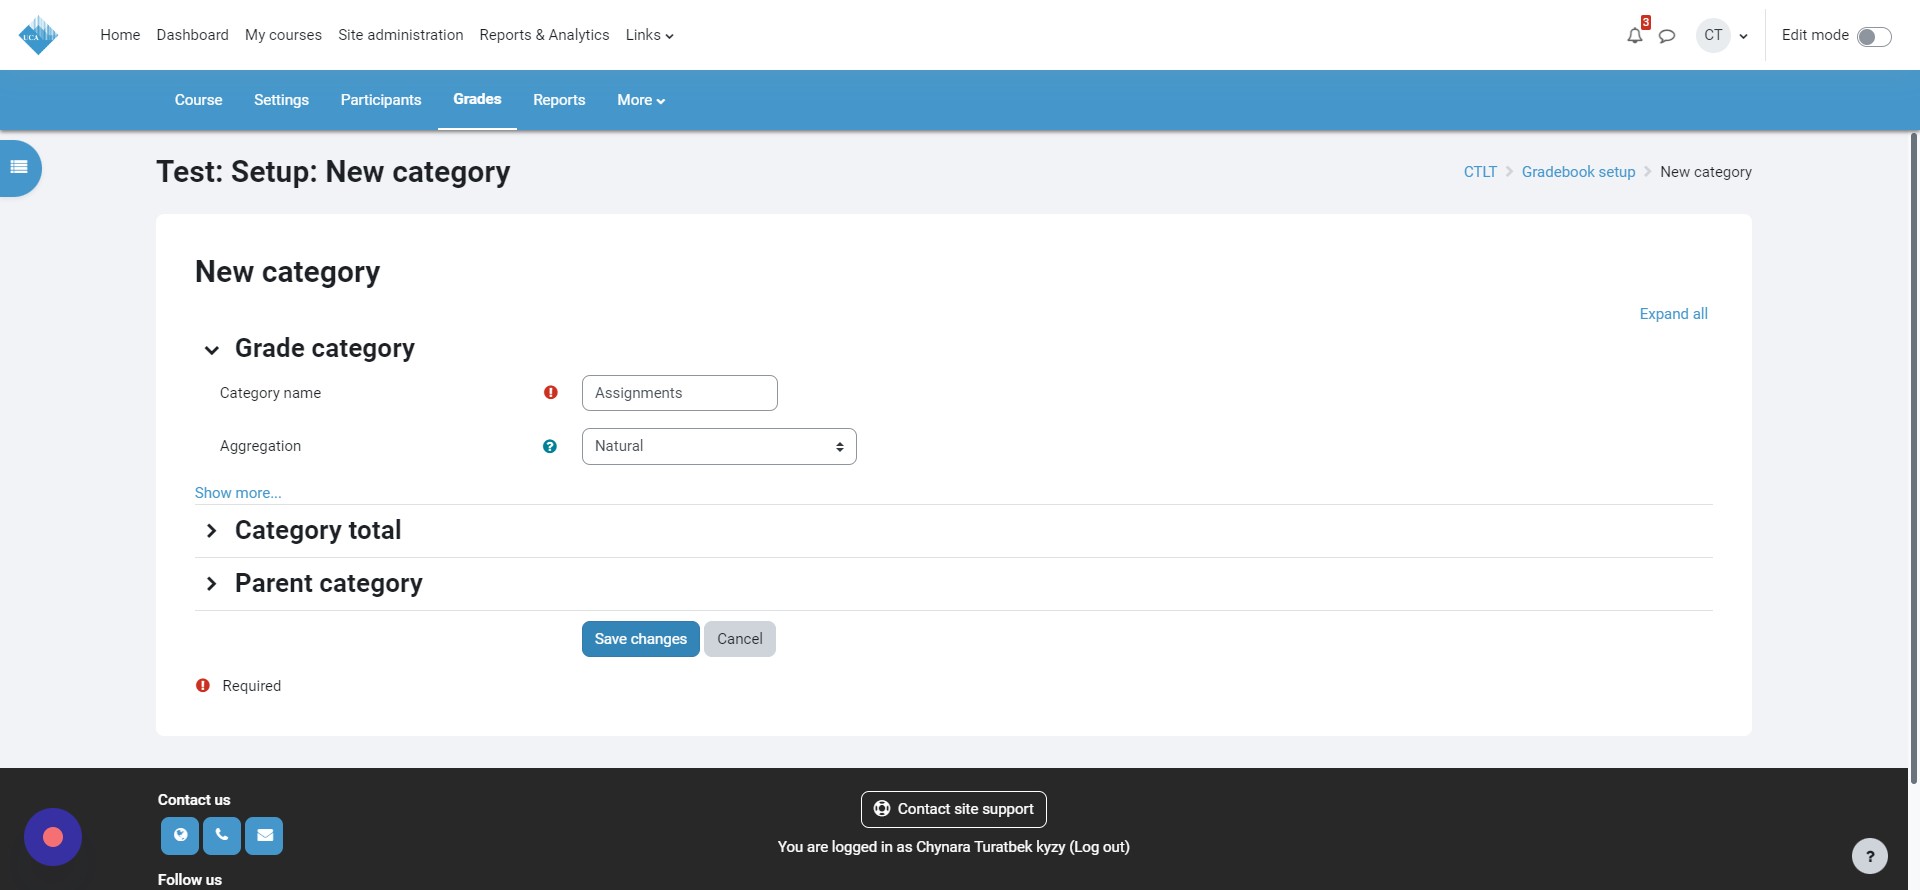 UCA
Home Dashboard My courses Site administration Reports & Analytics Links
3
CT
Edit mode
Course Settings Participants Grades Reports More
Test: Setup: New category
CTLT Gradebook setup New category
New category
Expand all
Grade category
Category name
Assignments
Aggregation
Natural
Show more...
Category total
Parent category
Save changes Cancel
Required
Contact us
Contact site support
You are logged in as Chynara Turatbek kyzy (Log out)
Follow us